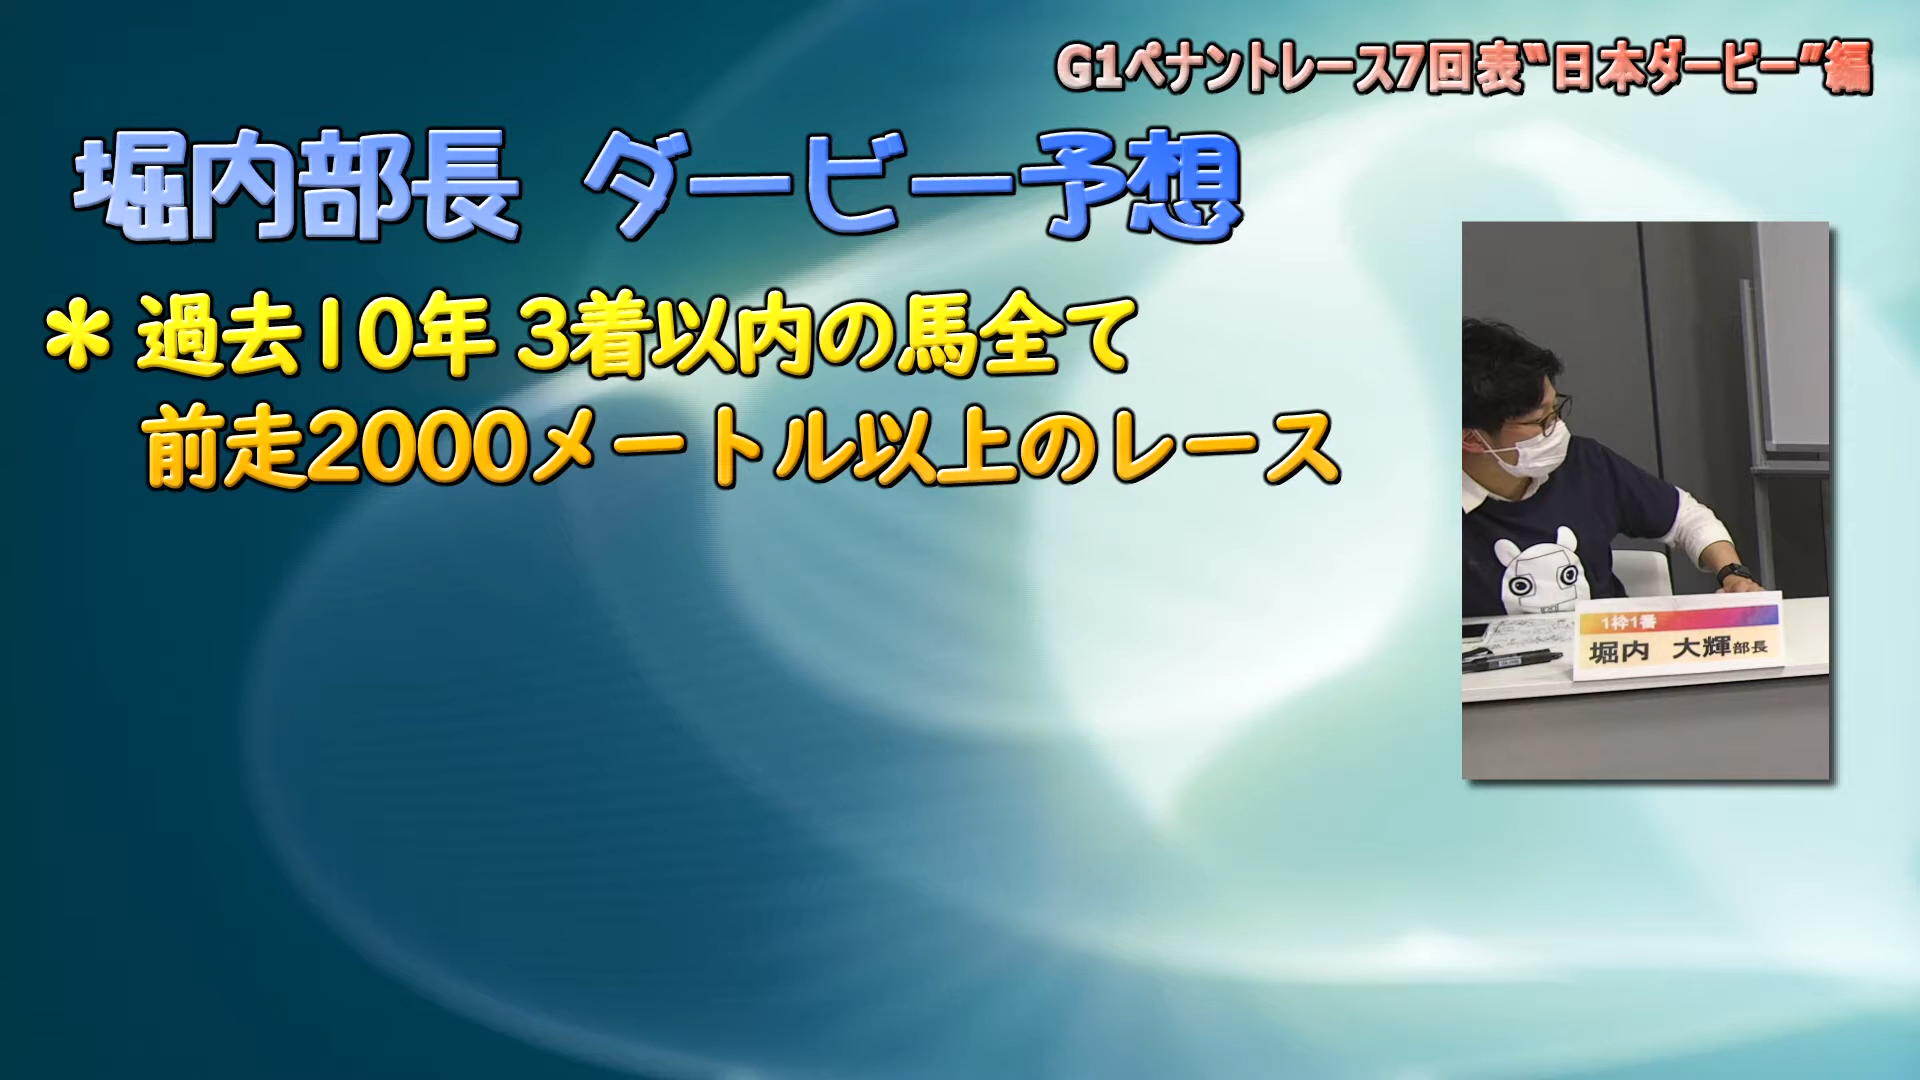 G1ペナントレース7回表“日本ダービー”編
堀内部長 ダービー予想
＊過去10年 3着以内の馬全て
前走2000メートル以上のレース
1枠1番
堀内 大輝部長